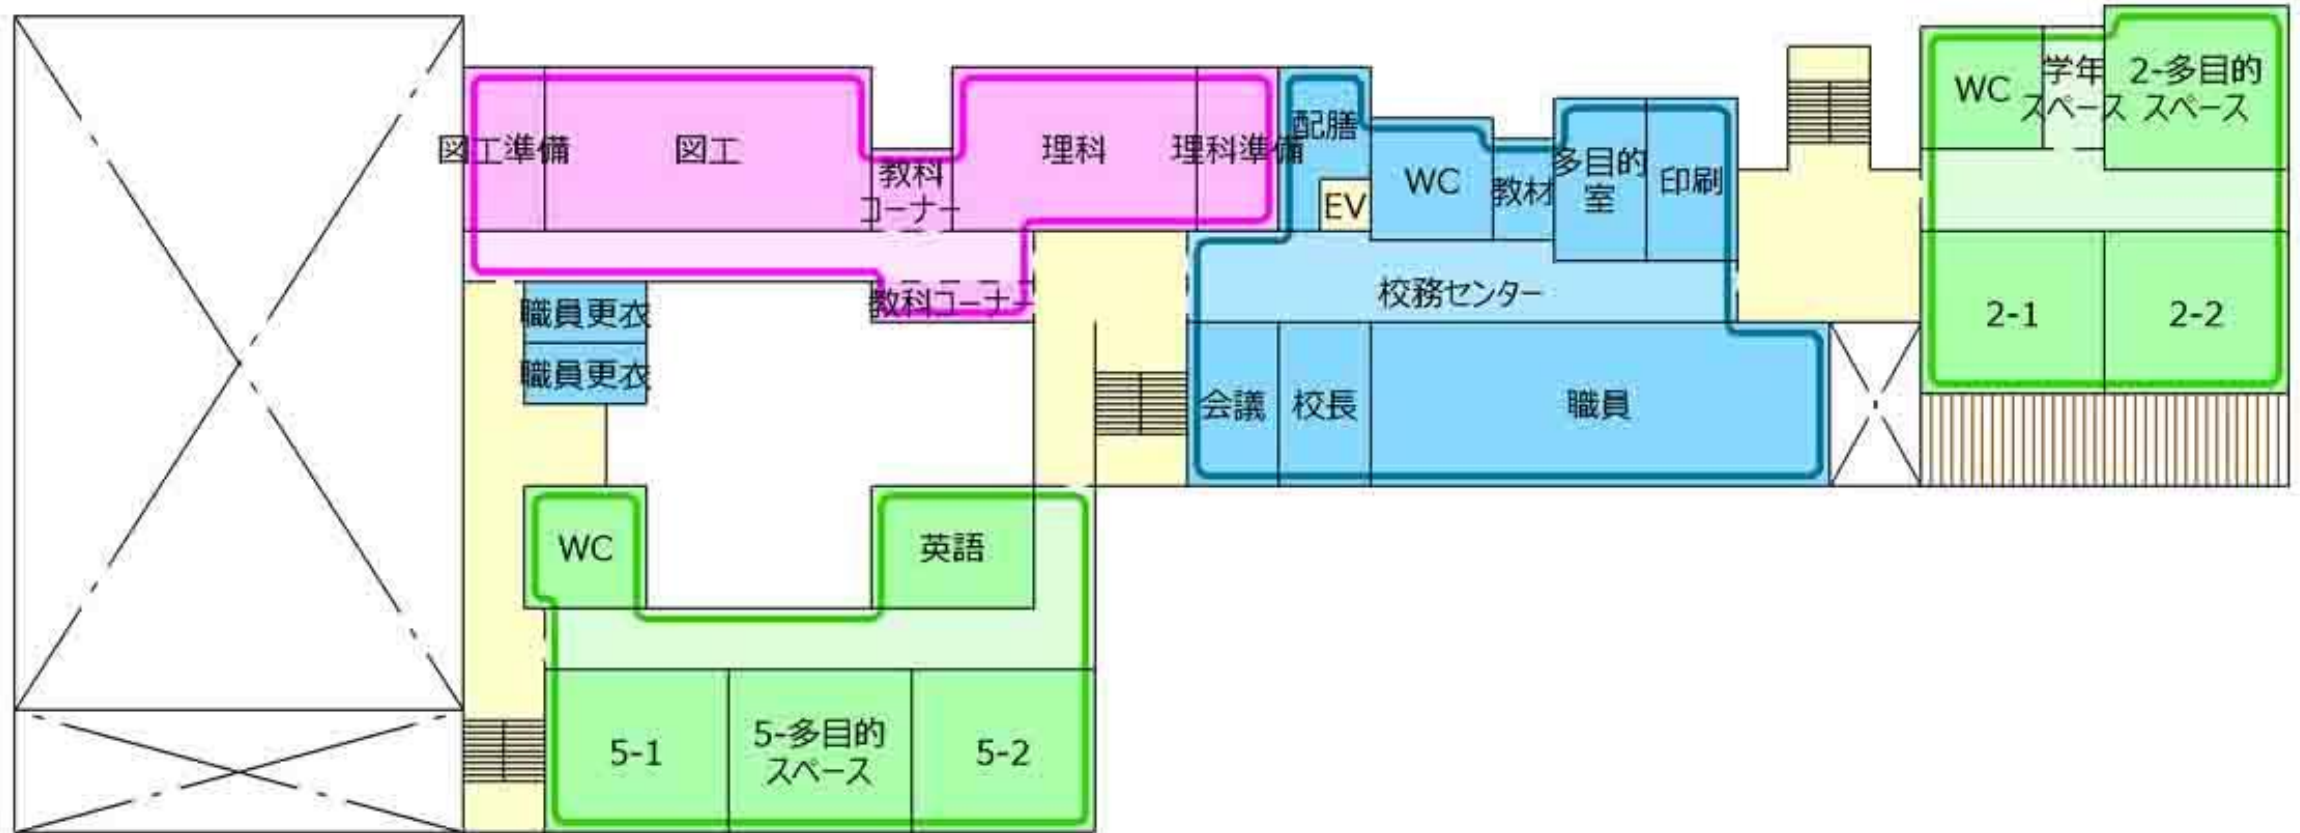 図工準備
図工
教科
コーナー
理科
理科準備
配膳
EV
WC
教材
多目的
室
印刷
WC
学年
スペース
2-多目的
スペース
教科コーナー
校務センター
職員更衣
職員更衣
会議
校長
職員
2-1
2-2
WC
英語
5-1
5-多目的
スペース
5-2